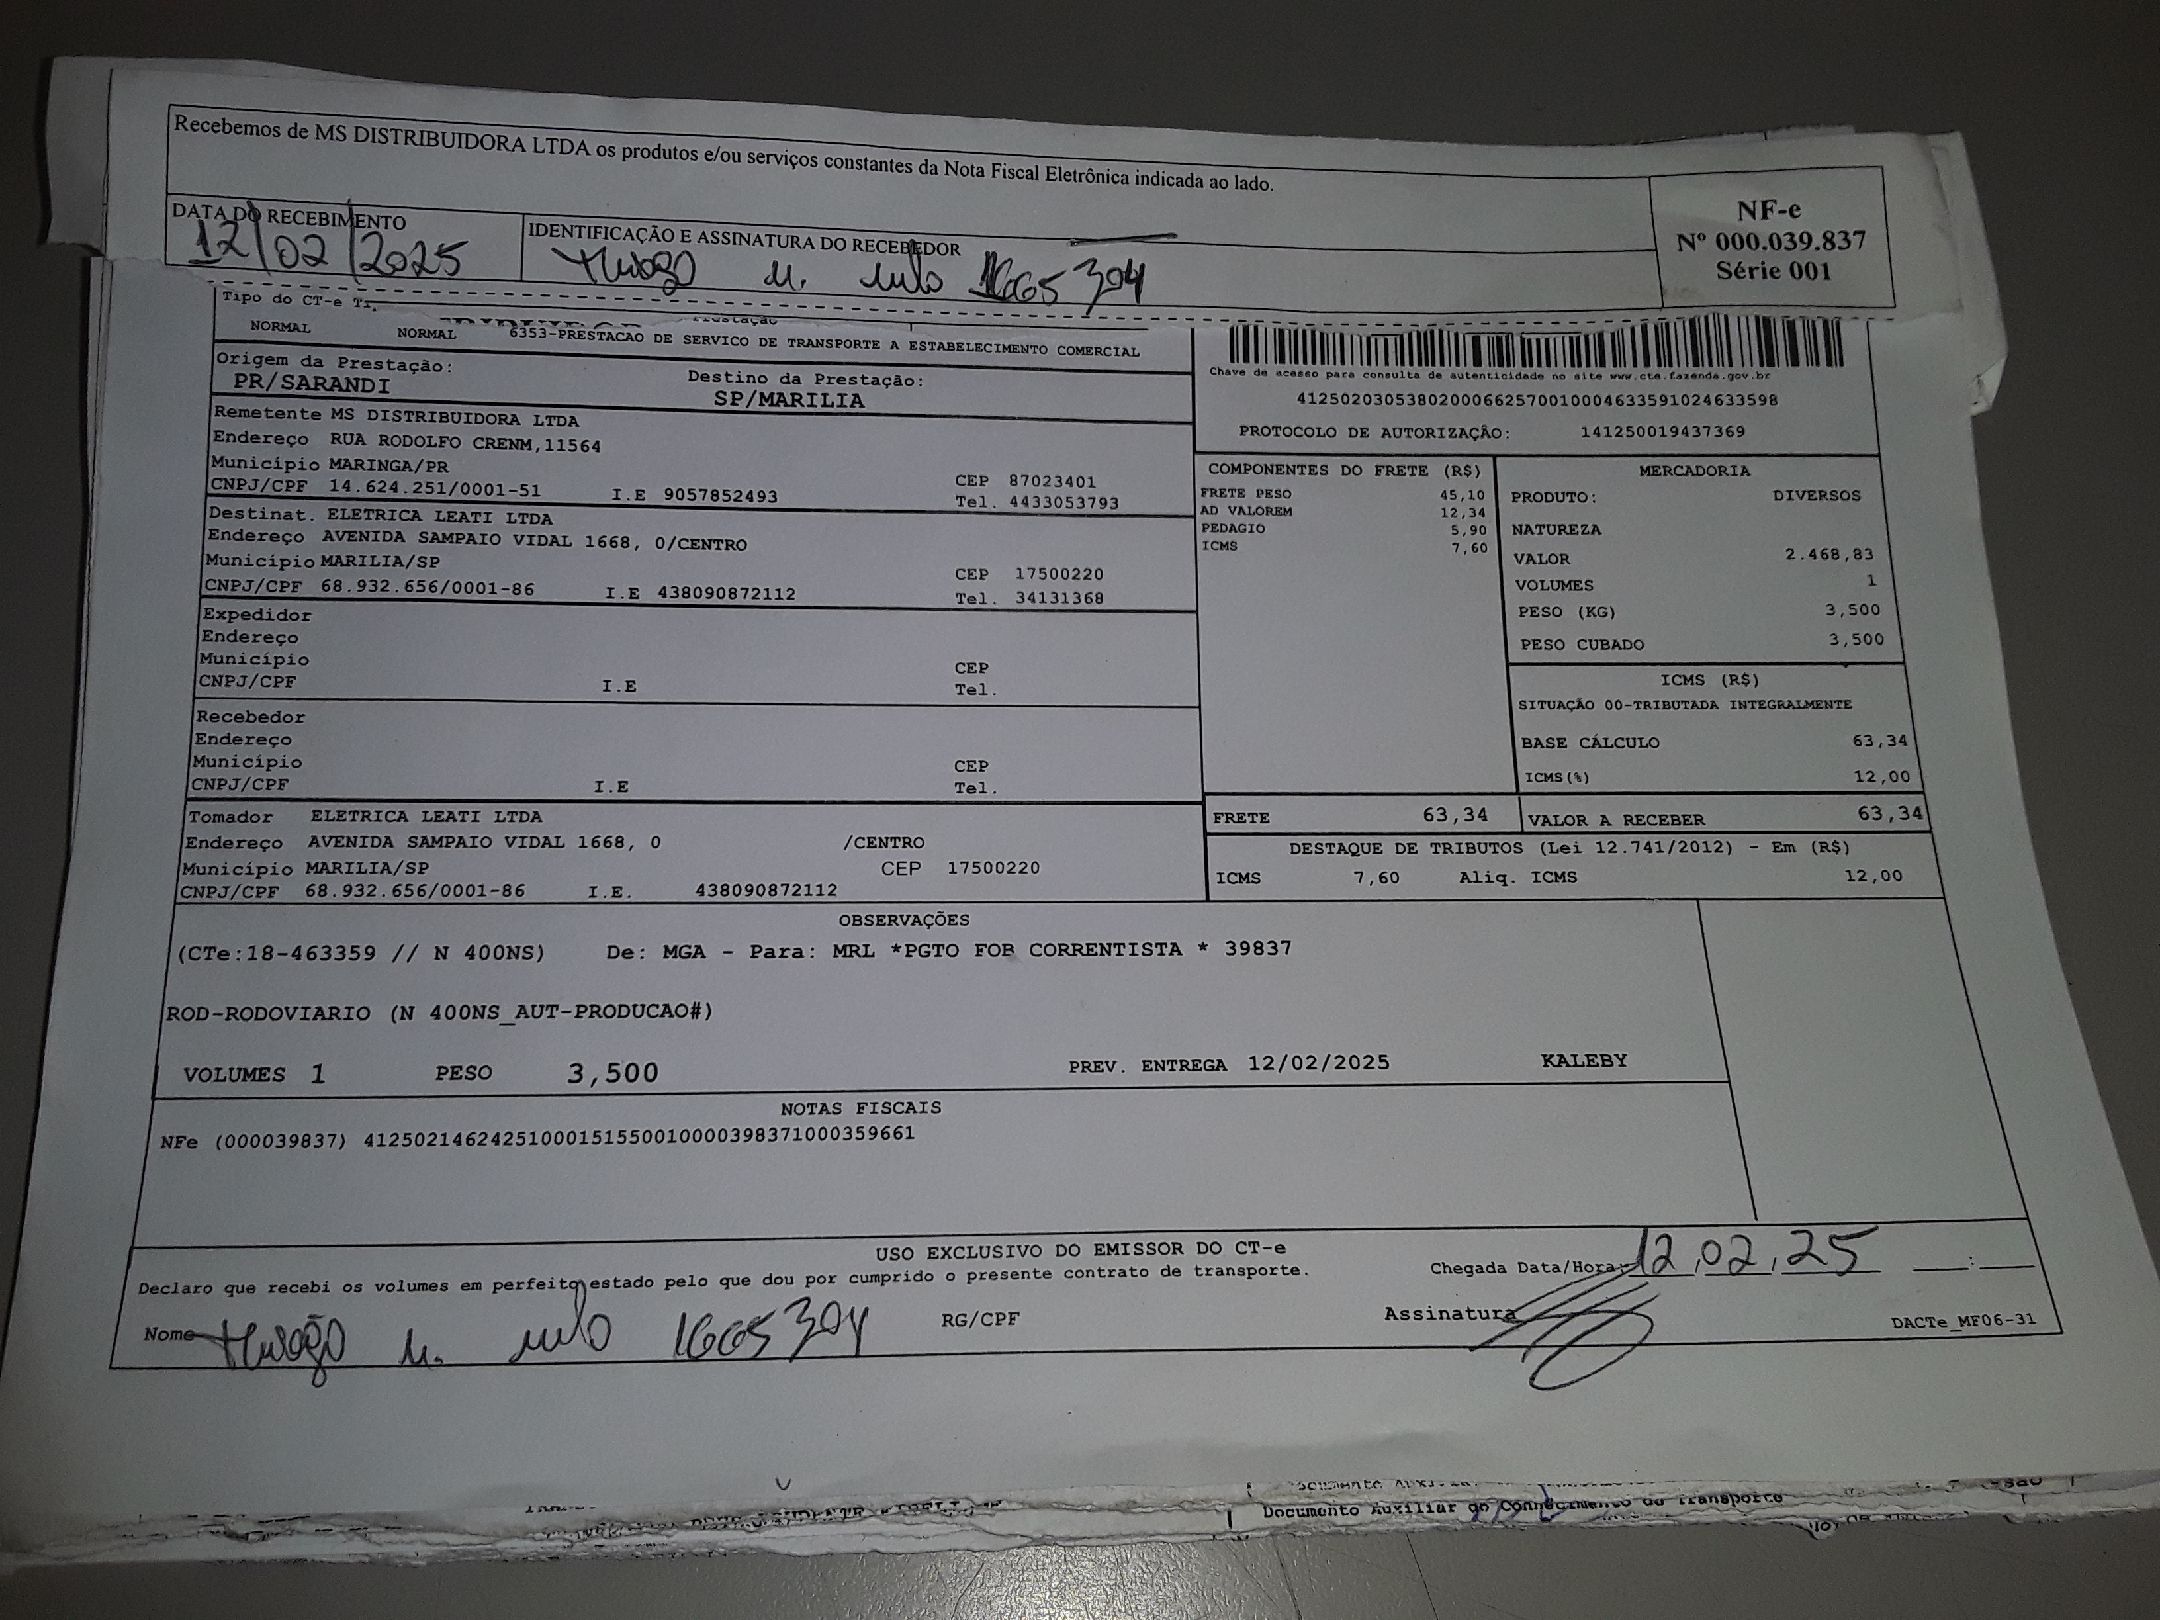 Recebemos de MS DISTRIBUIDORA LTDA os produtos e/ou serviços constantes da Nota Fiscal Eletrônica indicada ao lado.
NF-e
Nº 000.039.837
Série 001
DATA DO RECEBIMENTO
12/02/2025
IDENTIFICAÇÃO E ASSINATURA DO RECEBEDOR
1665304
Tipo do CT-e
NORMAL NORMAL 6353-PRESTACAO DE SERVICO DE TRANSPORTE A ESTABELECIMENTO COMERCIAL
Origem da Prestação: Destino da Prestação:
PR/SARANDI SP/MARILIA
Chave de acesso para consulta de autenticidade no site www.cte.fazenda.gov.br
41250203053802000662570010004633591024633598
PROTOCOLO DE AUTORIZAÇÃO: 141250019437369
Remetente MS DISTRIBUIDORA LTDA
Endereço RUA RODOLFO CRENM,11564
Município MARINGA/PR CEP 87023401
CNPJ/CPF 14.624.251/0001-51 I.E 9057852493 Tel. 4433053793
Destinat. ELETRICA LEATI LTDA
Endereço AVENIDA SAMPAIO VIDAL 1668, 0/CENTRO
Município MARILIA/SP CEP 17500220
CNPJ/CPF 68.932.656/0001-86 I.E 438090872112 Tel. 34131368
Expedidor
Endereço
Município CEP
CNPJ/CPF I.E Tel.
Recebedor
Endereço
Município CEP
CNPJ/CPF I.E Tel.
Tomador ELETRICA LEATI LTDA
Endereço AVENIDA SAMPAIO VIDAL 1668, 0 /CENTRO
Município MARILIA/SP CEP 17500220
CNPJ/CPF 68.932.656/0001-86 I.E. 438090872112
COMPONENTES DO FRETE (R$)
FRETE PESO 45,10
AD VALOREM 12,34
PEDAGIO 5,90
ICMS 7,60
MERCADORIA
PRODUTO: DIVERSOS
NATUREZA
VALOR 2.468,83
VOLUMES 1
PESO (KG) 3,500
PESO CUBADO 3,500
ICMS (R$)
SITUAÇÃO 00-TRIBUTADA INTEGRALMENTE
BASE CÁLCULO 63,34
ICMS(%) 12,00
FRETE 63,34 VALOR A RECEBER 63,34
DESTAQUE DE TRIBUTOS (Lei 12.741/2012) - Em (R$)
ICMS 7,60 Aliq. ICMS 12,00
OBSERVAÇÕES
(CTe:18-463359 // N 400NS) De: MGA - Para: MRL *PGTO FOB CORRENTISTA * 39837
ROD-RODOVIARIO (N 400NS_AUT-PRODUCAO#)
VOLUMES 1 PESO 3,500 PREV. ENTREGA 12/02/2025 KALEBY
NOTAS FISCAIS
NFe (000039837) 41250214624251000151550010000398371000359661
USO EXCLUSIVO DO EMISSOR DO CT-e
Declaro que recebi os volumes em perfeito estado pelo que dou por cumprido o presente contrato de transporte.
Chegada Data/Hora: 12,02,25 :
Nome 1665304 RG/CPF Assinatura
DACTe_MF06-31
Documento Auxiliar do Conhecimento de Transporte